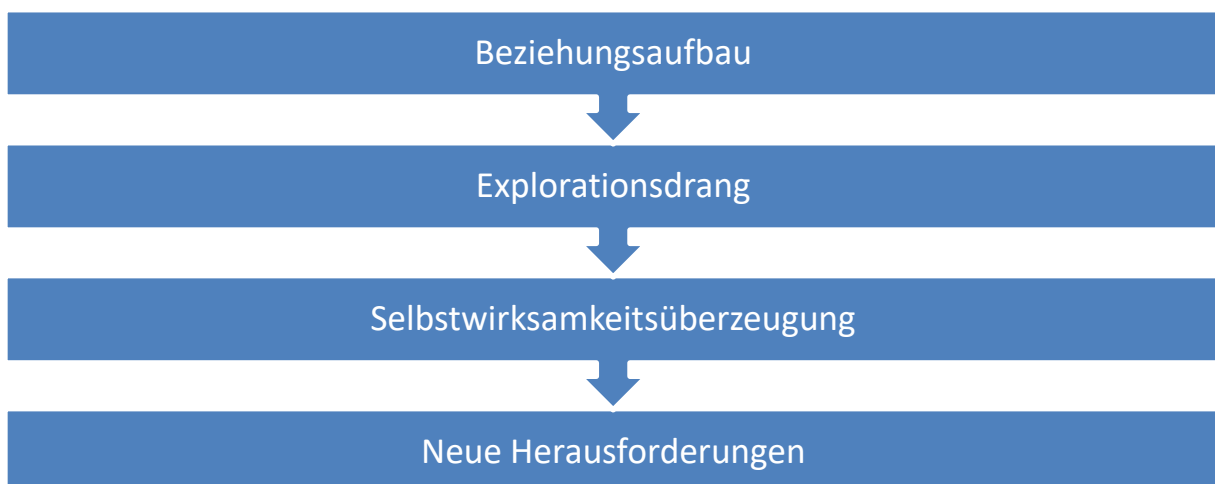 Beziehungsaufbau
Explorationsdrang
Selbstwirksamkeitsüberzeugung
Neue Herausforderungen